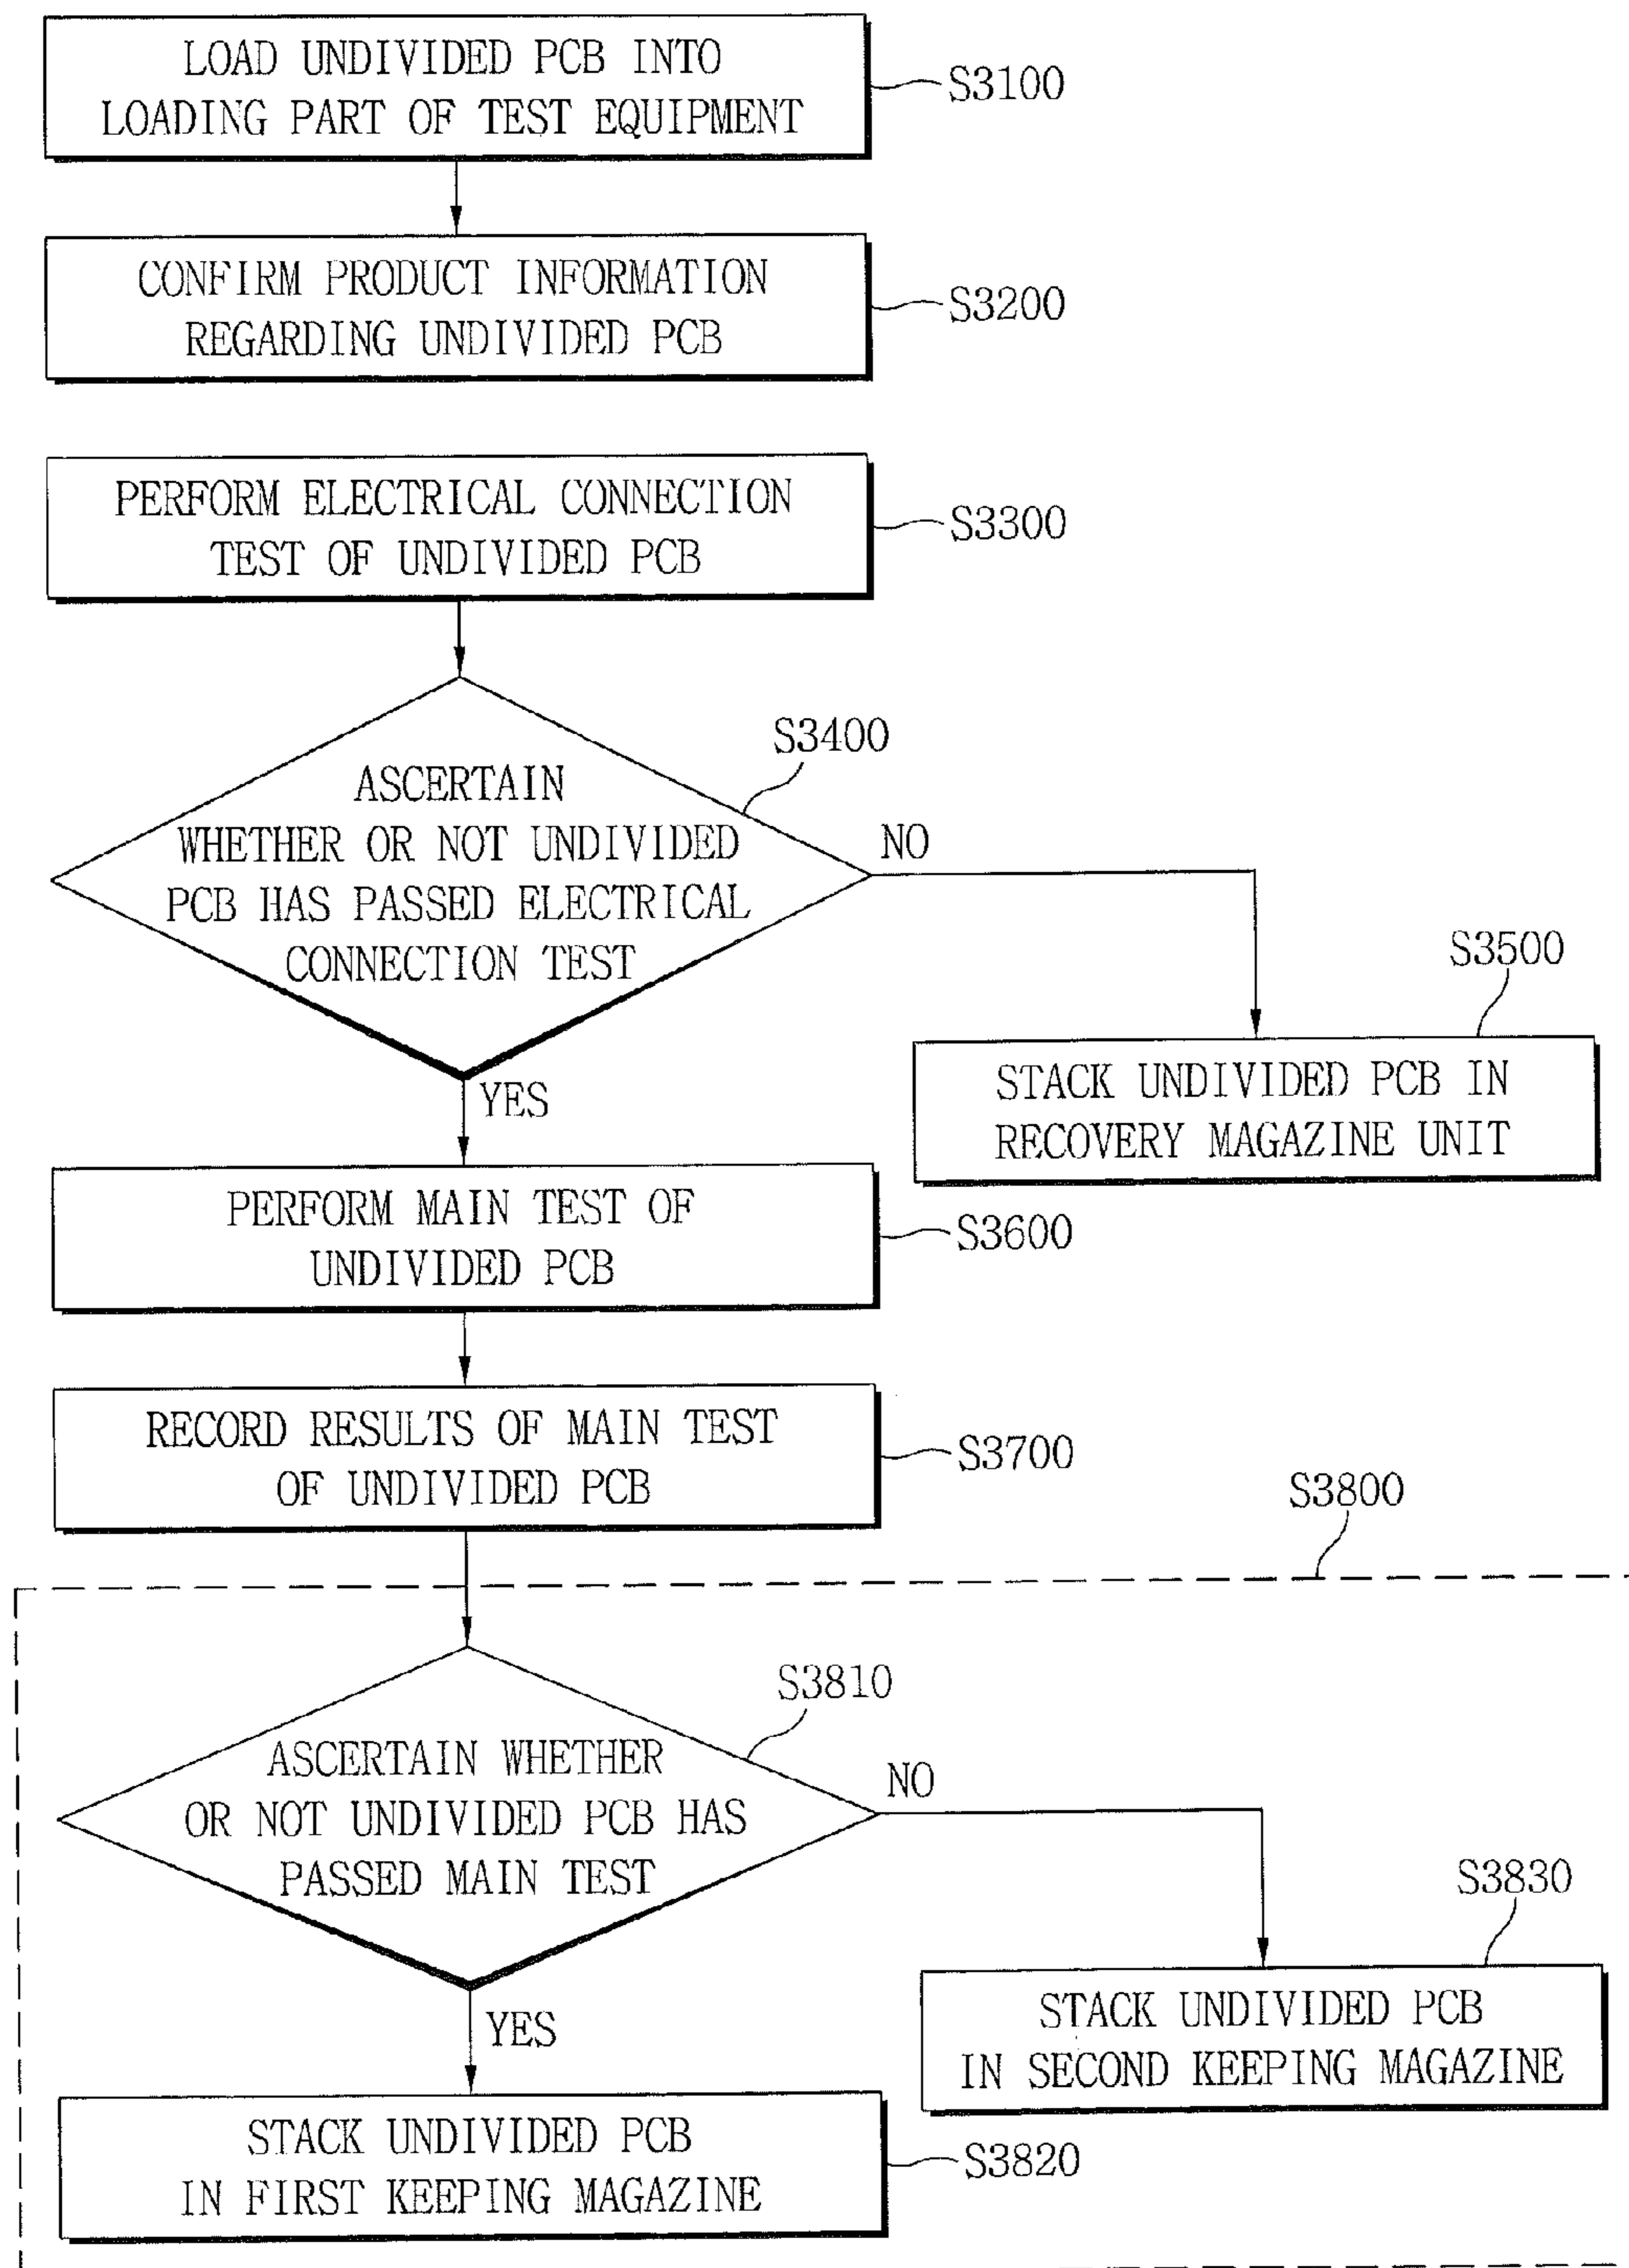 LOAD UNDIVIDED PCB INTO
LOADING PART OF TEST EQUIPMENT
S3100
CONFIRM PRODUCT INFORMATION
REGARDING UNDIVIDED PCB
S3200
PERFORM ELECTRICAL CONNECTION
TEST OF UNDIVIDED PCB
S3300
S3400
ASCERTAIN
WHETHER OR NOT UNDIVIDED
PCB HAS PASSED ELECTRICAL
CONNECTION TEST
NO
S3500
STACK UNDIVIDED PCB IN
RECOVERY MAGAZINE UNIT
YES
PERFORM MAIN TEST OF
UNDIVIDED PCB
S3600
RECORD RESULTS OF MAIN TEST
OF UNDIVIDED PCB
S3700
S3800
S3810
ASCERTAIN WHETHER
OR NOT UNDIVIDED PCB HAS
PASSED MAIN TEST
NO
S3830
STACK UNDIVIDED PCB
IN SECOND KEEPING MAGAZINE
YES
STACK UNDIVIDED PCB
IN FIRST KEEPING MAGAZINE
S3820